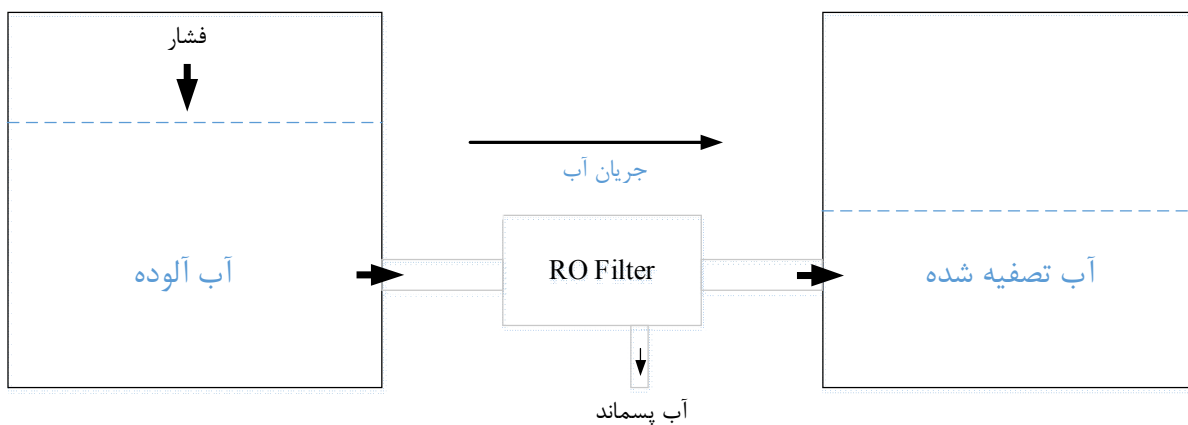 فشار
جریان آب
آب آلوده
RO Filter
آب تصفیه شده
آب پسماند